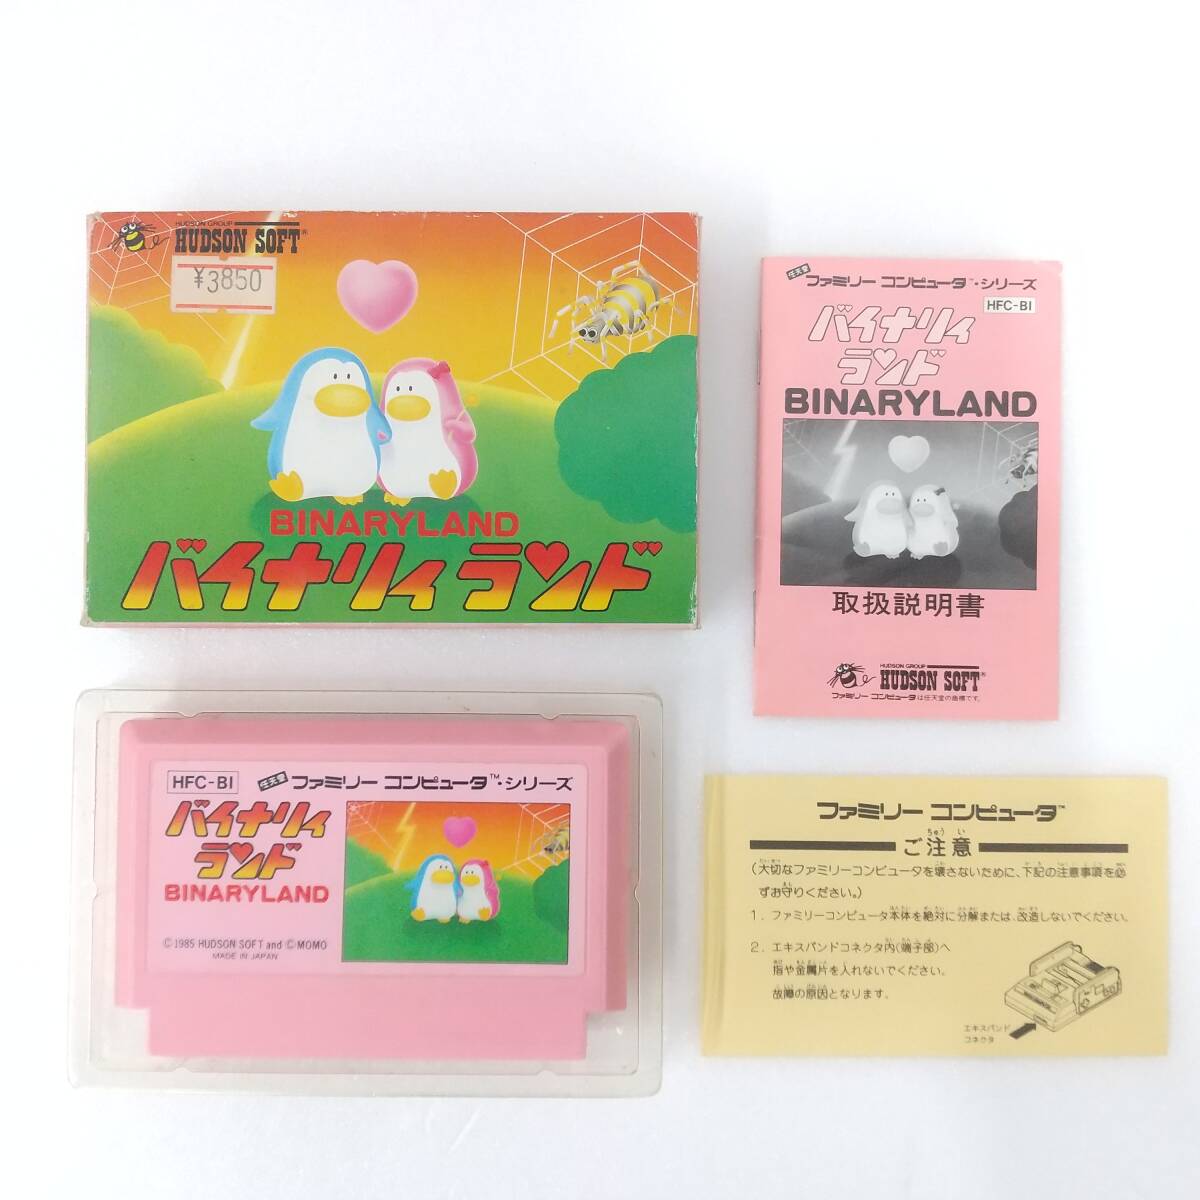 HUDSON GROUP
HUDSON SOFT®
¥3850
BINARYLAND
バイナリィランド
任天堂 ファミリー コンピュータ™・シリーズ
HFC-BI
バイナリィ
ランド
BINARYLAND
取扱説明書
HUDSON GROUP
HUDSON SOFT®
ファミリー コンピュータは任天堂の商標です。
HFC-BI
任天堂 ファミリー コンピュータ™・シリーズ
バイナリィ
ランド
BINARYLAND
©1985 HUDSON SOFT and ©MOMO
MADE IN JAPAN
ファミリー コンピュータ™
ご注意
(大切なファミリーコンピュータを壊さないために、下記の注意事項を必
ずお守りください。)
1. ファミリーコンピュータ本体を絶対に分解または、改造しないでください。
2. エキスパンドコネクタ内(端子部)へ
指や金属片を入れないでください。
故障の原因となります。
エキスパンド
コネクタ